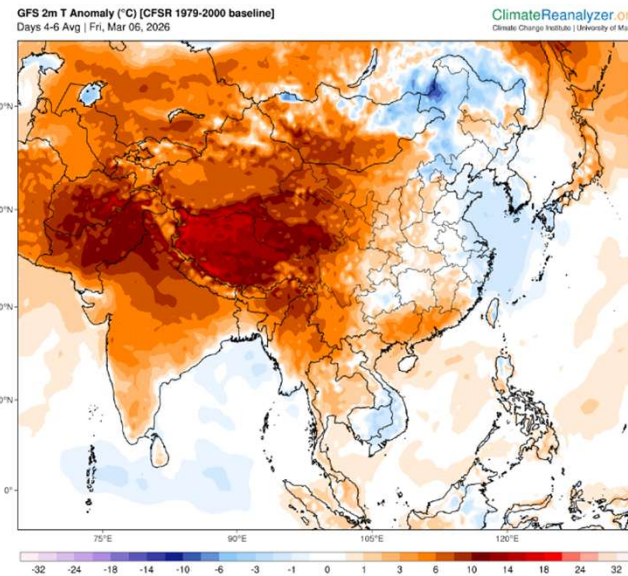 GFS 2m T Anomaly (°C) [CFSR 1979-2000 baseline]
Days 4-6 Avg | Fri, Mar 06, 2026
ClimateReanalyzer.or
Climate Change Institute | University of Ma
0°
75°E 90°E 105°E 120°E
-32 -24 -18 -14 -10 -6 -3 -1 0 1 3 6 10 14 18 24 32